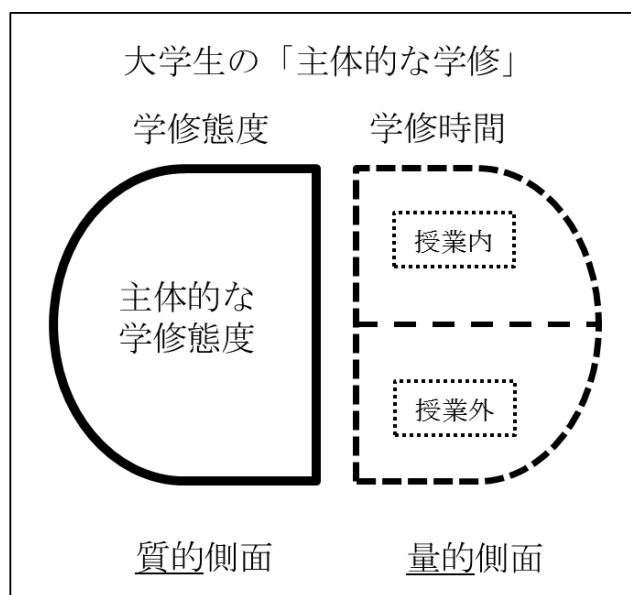 大学生の「主体的な学修」
学修態度
学修時間
主体的な
学修態度
授業内
授業外
質的側面
量的側面